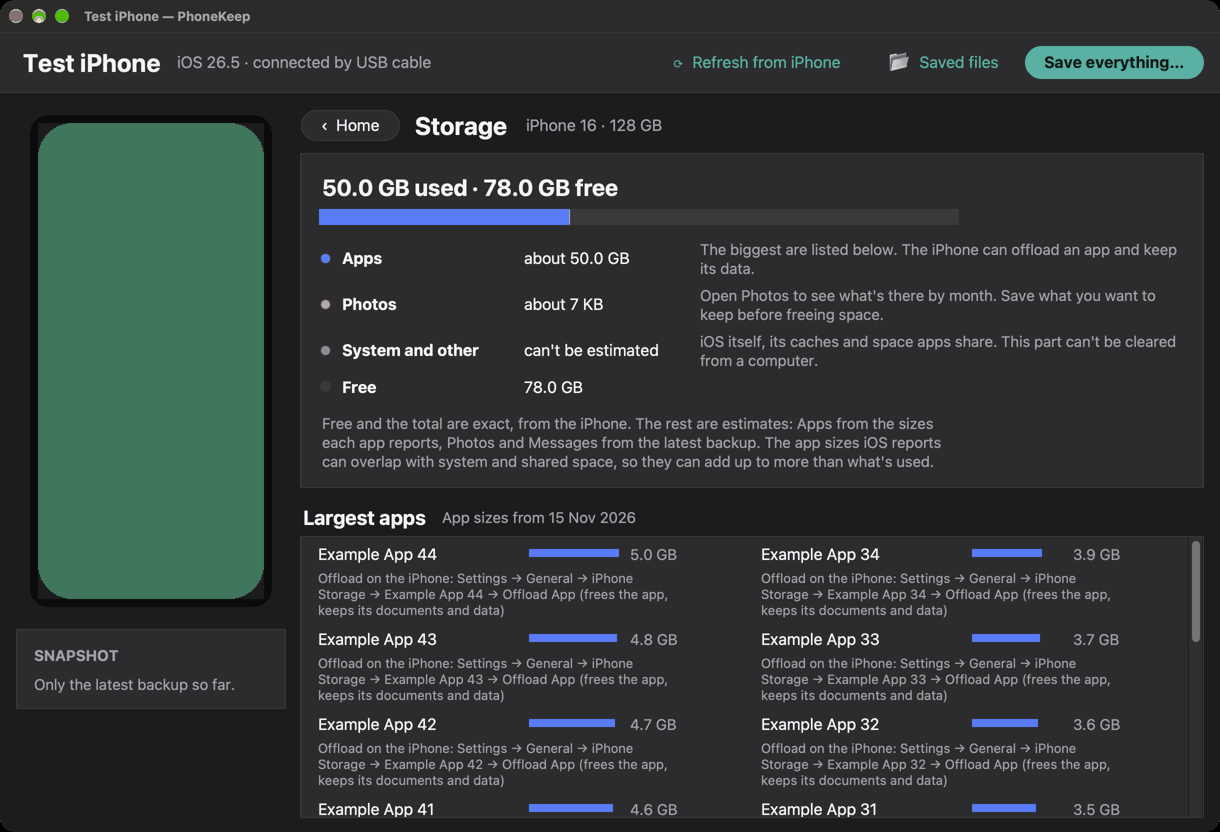 Test iPhone — PhoneKeep
Test iPhone
iOS 26.5 · connected by USB cable
Refresh from iPhone
Saved files
Save everything...
‹ Home
Storage
iPhone 16 · 128 GB
50.0 GB used · 78.0 GB free
Apps
about 50.0 GB
The biggest are listed below. The iPhone can offload an app and keep
its data.
Photos
about 7 KB
Open Photos to see what's there by month. Save what you want to
keep before freeing space.
System and other
can't be estimated
iOS itself, its caches and space apps share. This part can't be cleared
from a computer.
Free
78.0 GB
Free and the total are exact, from the iPhone. The rest are estimates: Apps from the sizes
each app reports, Photos and Messages from the latest backup. The app sizes iOS reports
can overlap with system and shared space, so they can add up to more than what's used.
SNAPSHOT
Only the latest backup so far.
Largest apps
App sizes from 15 Nov 2026
Example App 44
5.0 GB
Offload on the iPhone: Settings → General → iPhone
Storage → Example App 44 → Offload App (frees the app,
keeps its documents and data)
Example App 34
3.9 GB
Offload on the iPhone: Settings → General → iPhone
Storage → Example App 34 → Offload App (frees the app,
keeps its documents and data)
Example App 43
4.8 GB
Offload on the iPhone: Settings → General → iPhone
Storage → Example App 43 → Offload App (frees the app,
keeps its documents and data)
Example App 33
3.7 GB
Offload on the iPhone: Settings → General → iPhone
Storage → Example App 33 → Offload App (frees the app,
keeps its documents and data)
Example App 42
4.7 GB
Offload on the iPhone: Settings → General → iPhone
Storage → Example App 42 → Offload App (frees the app,
keeps its documents and data)
Example App 32
3.6 GB
Offload on the iPhone: Settings → General → iPhone
Storage → Example App 32 → Offload App (frees the app,
keeps its documents and data)
Example App 41
4.6 GB
Example App 31
3.5 GB